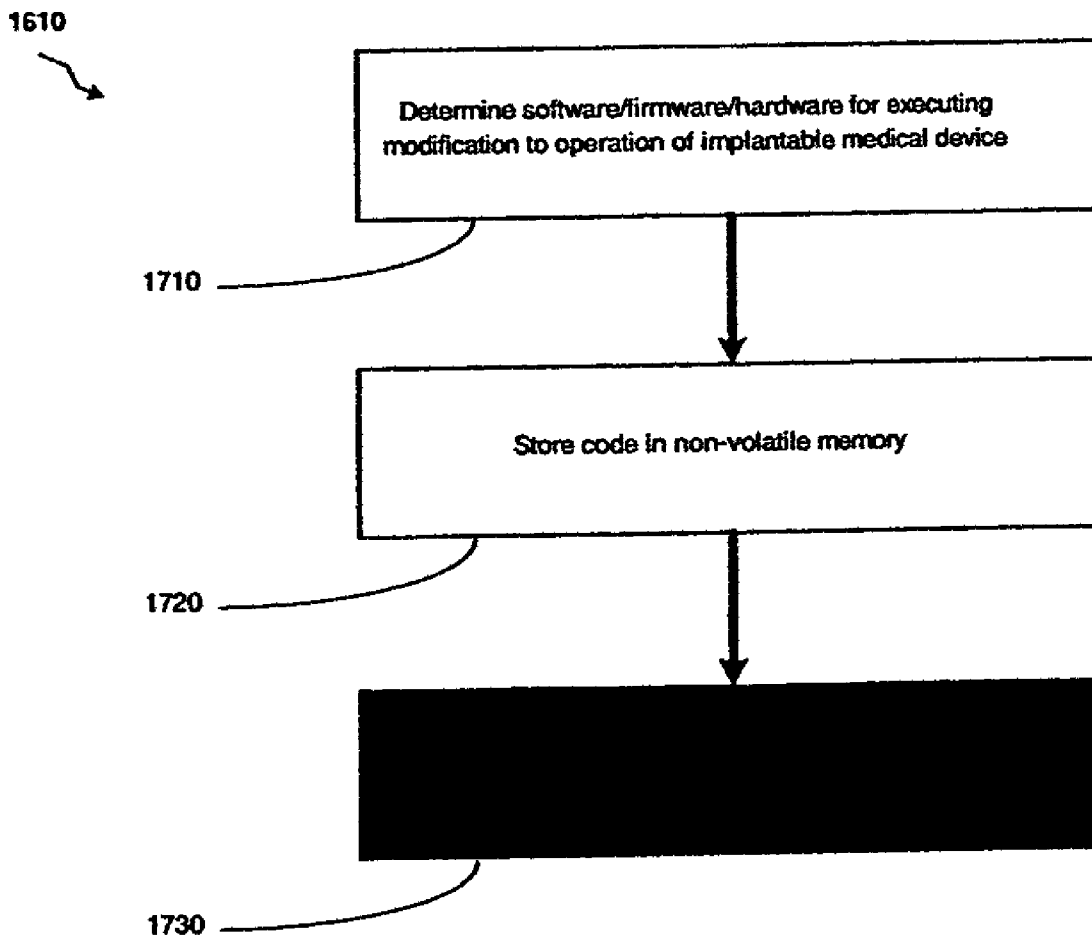 1610
Determine software/firmware/hardware for executing
modification to operation of implantable medical device
1710
Store code in non-volatile memory
1720
1730